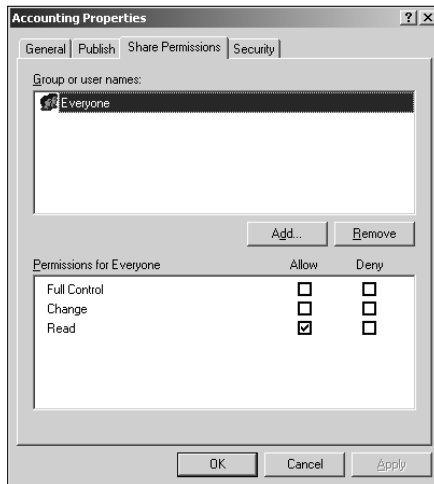 Accounting Properties
General Publish Share Permissions Security
Group or user names:
Everyone
Add... Remove
Permissions for Everyone Allow Deny
Full Control
Change
Read
OK Cancel Apply